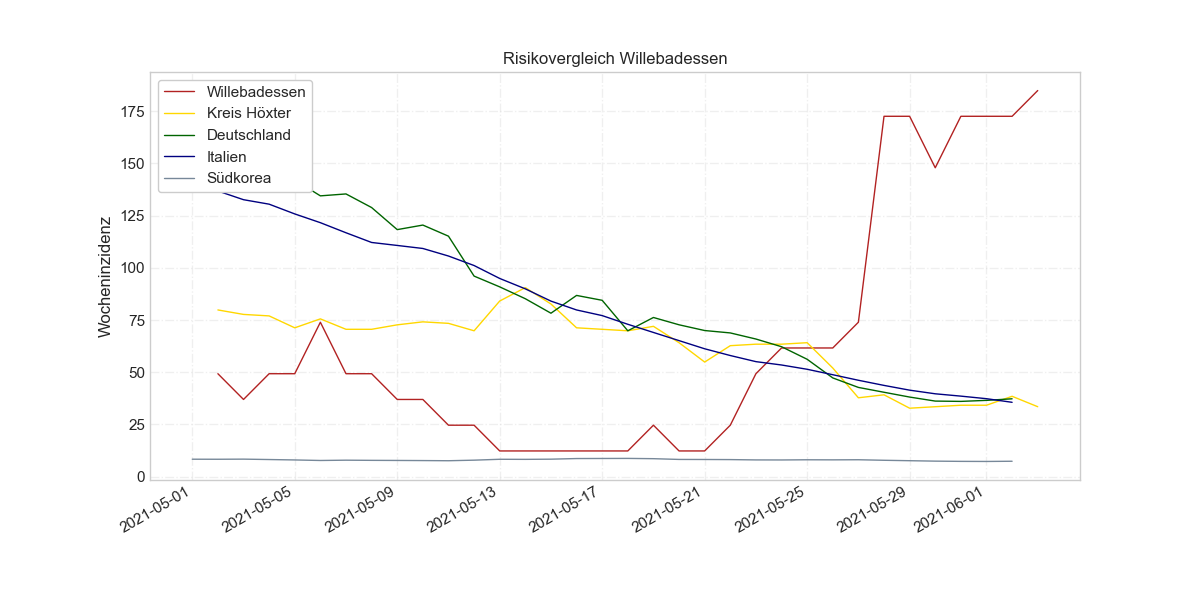 Risikovergleich Willebadessen
Willebadessen
Kreis Höxter
Deutschland
Italien
Südkorea
Wocheninzidenz
175
150
125
100
75
50
25
0
2021-05-01
2021-05-05
2021-05-09
2021-05-13
2021-05-17
2021-05-21
2021-05-25
2021-05-29
2021-06-01